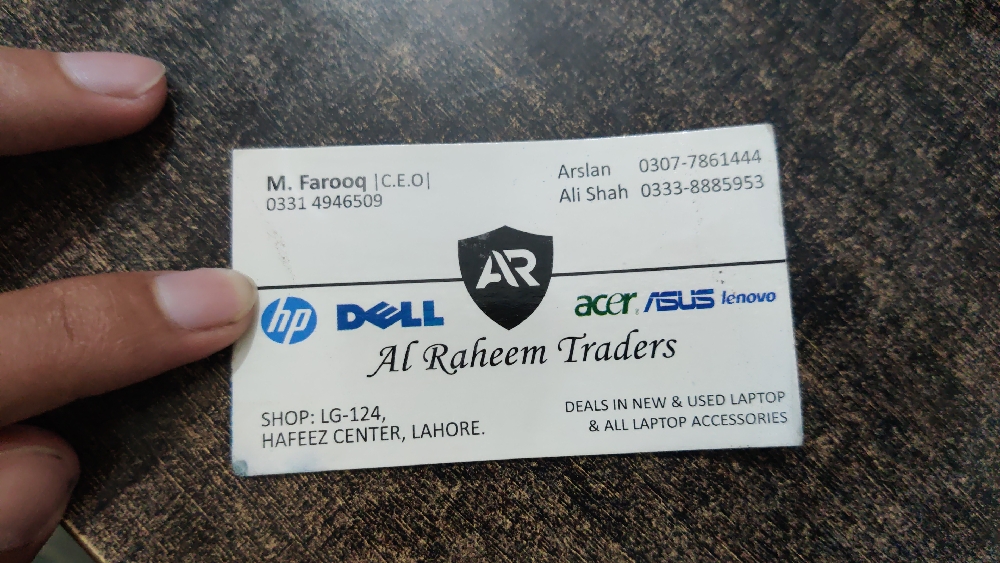 M. Farooq | C.E.O |
0331 4946509
Arslan 0307-7861444
Ali Shah 0333-8885953
AR
hp DELL
acer ASUS lenovo
Al Raheem Traders
SHOP: LG-124,
HAFEEZ CENTER, LAHORE.
DEALS IN NEW & USED LAPTOP
& ALL LAPTOP ACCESSORIES